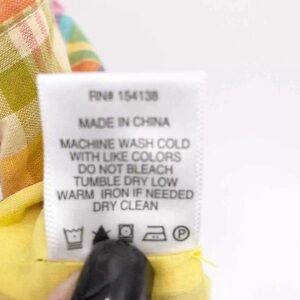 RN# 154138
MADE IN CHINA
MACHINE WASH COLD
WITH LIKE COLORS
DO NOT BLEACH
TUMBLE DRY LOW
WARM IRON IF NEEDED
DRY CLEAN
P